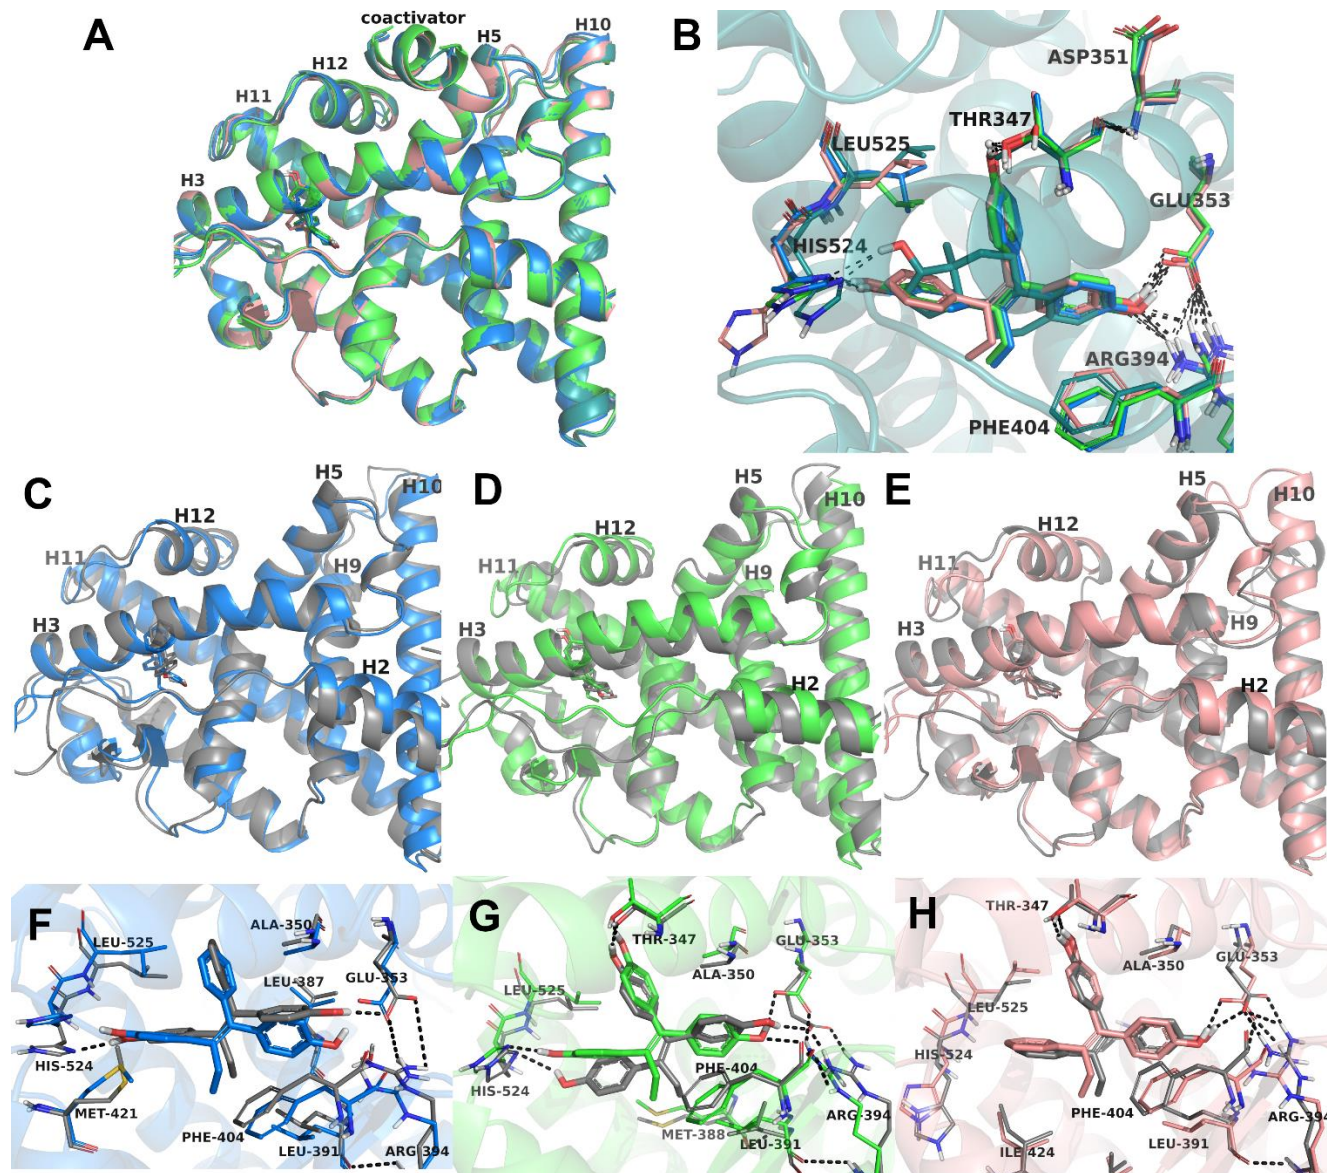 A
coactivator
H5
H10
H12
H11
H3
B
ASP351
THR347
LEU525
GLU353
HIS524
ARG394
PHE404
C
H5
H10
H12
H11
H9
H3
H2
D
H5
H10
H12
H11
H9
H3
H2
E
H5
H10
H12
H11
H9
H3
H2
F
ALA-350
LEU-525
GLU-353
LEU-387
HIS-524
MET-421
PHE-404
LEU-391
ARG 394
G
THR-347
GLU-353
ALA-350
LEU-525
PHE-404
HIS-524
ARG-394
MET-388
LEU-391
H
THR-347
GLU-353
ALA-350
LEU-525
HIS-524
PHE-404
ARG-394
LEU-391
ILE 424